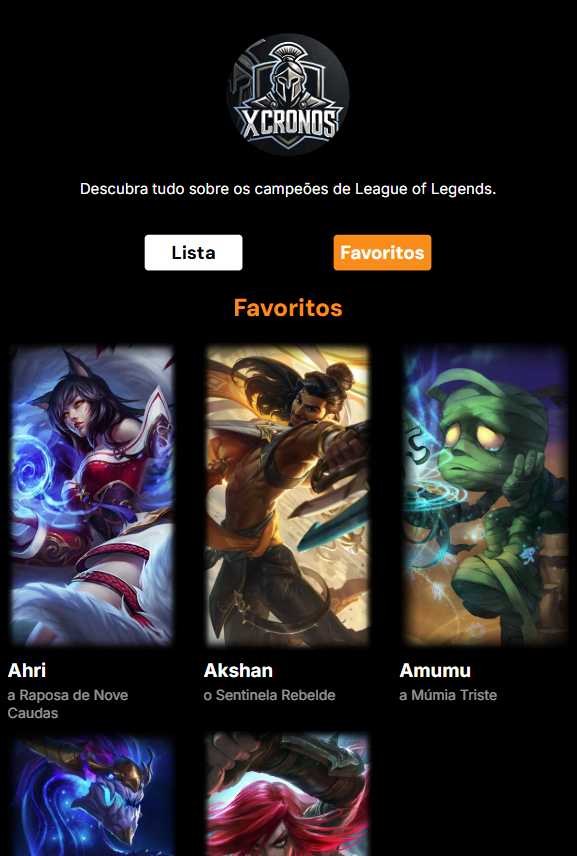 XCRONOS
Descubra tudo sobre os campeões de League of Legends.
Lista
Favoritos
Favoritos
Ahri
a Raposa de Nove
Caudas
Akshan
o Sentinela Rebelde
Amumu
a Múmia Triste